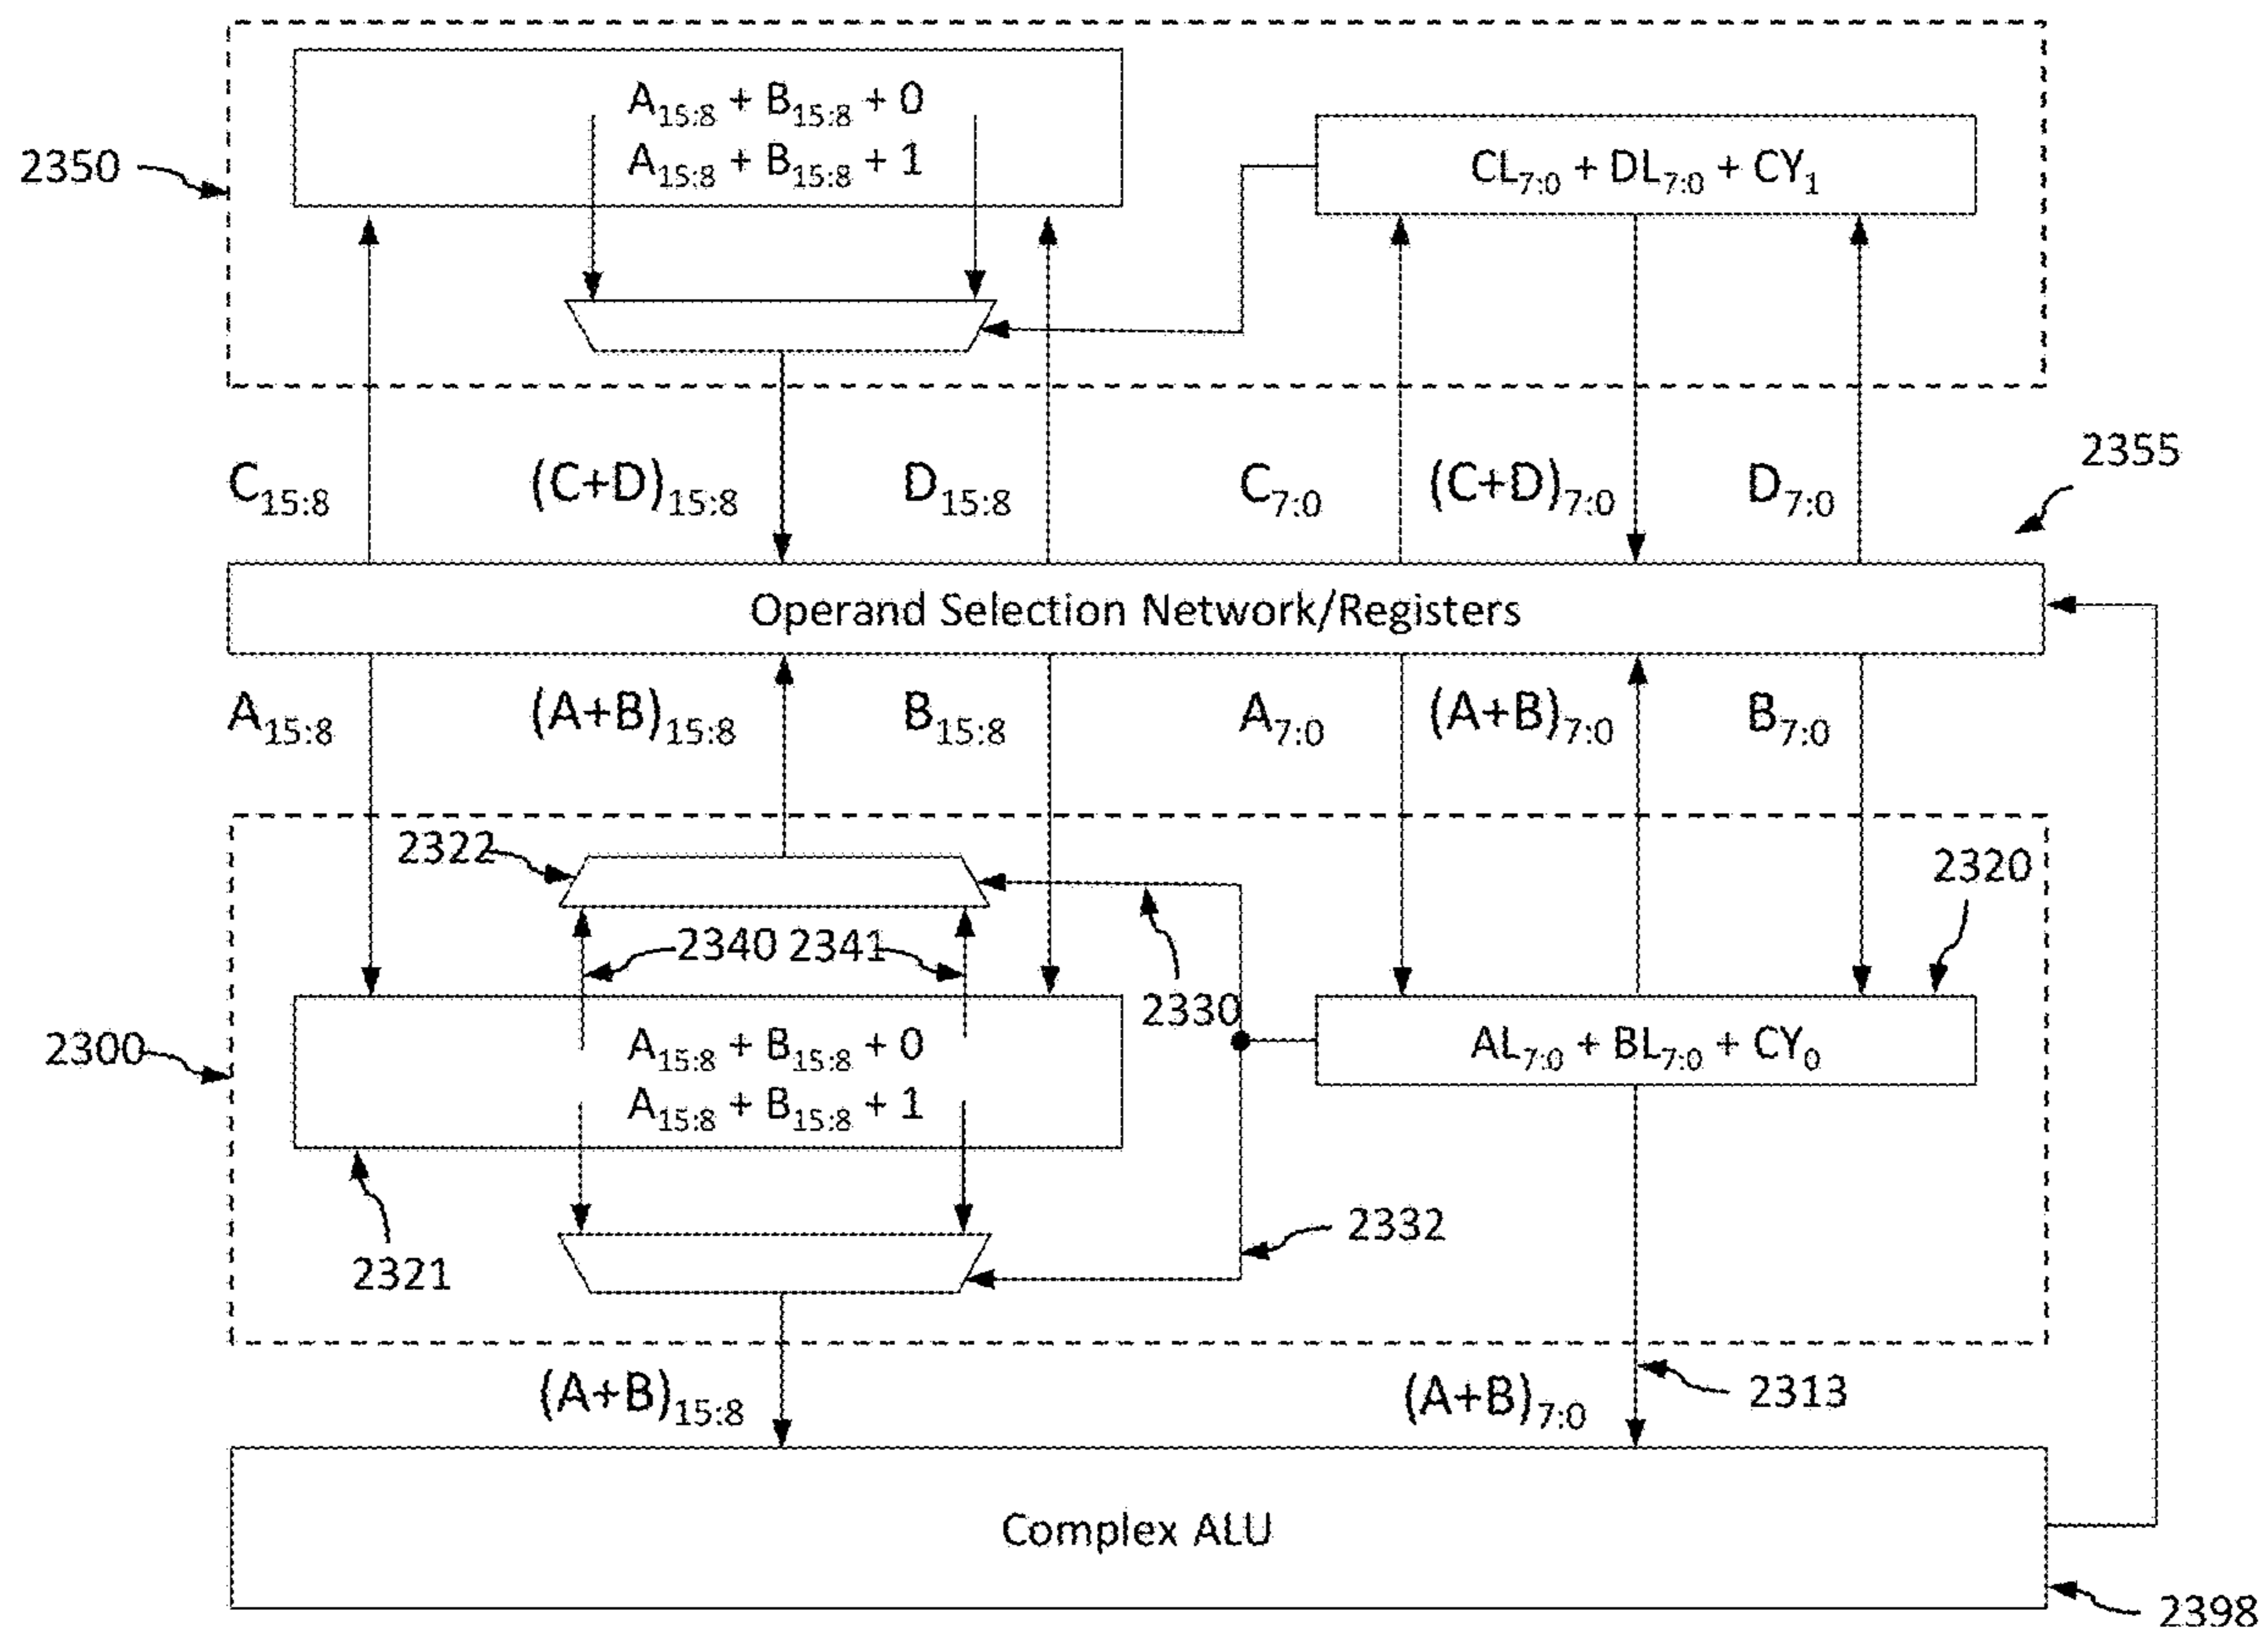 A15:8 + B15:8 + 0
A15:8 + B15:8 + 1
CL7:0 + DL7:0 + CY1
2350
2355
C15:8 (C+D)15:8 D15:8 C7:0 (C+D)7:0 D7:0
Operand Selection Network/Registers
A15:8 (A+B)15:8 B15:8 A7:0 (A+B)7:0 B7:0
2322
2320
2340 2341
2330
2300
A15:8 + B15:8 + 0
A15:8 + B15:8 + 1
AL7:0 + BL7:0 + CY0
2332
2321
(A+B)15:8 (A+B)7:0 2313
Complex ALU
2398